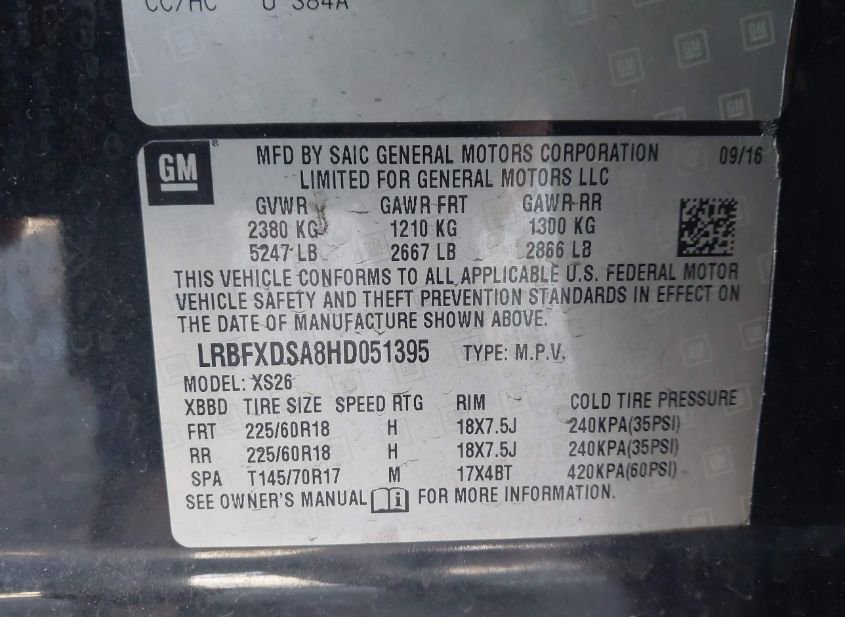 CC/HC U 384A
GM
MFD BY SAIC GENERAL MOTORS CORPORATION 09/16
LIMITED FOR GENERAL MOTORS LLC
GVWR GAWR FRT GAWR RR
2380 KG 1210 KG 1300 KG
5247 LB 2667 LB 2866 LB
THIS VEHICLE CONFORMS TO ALL APPLICABLE U.S. FEDERAL MOTOR
VEHICLE SAFETY AND THEFT PREVENTION STANDARDS IN EFFECT ON
THE DATE OF MANUFACTURE SHOWN ABOVE.
LRBFXDSA8HD051395 TYPE: M.P.V.
MODEL: XS26
XBBD TIRE SIZE SPEED RTG RIM COLD TIRE PRESSURE
FRT 225/60R18 H 18X7.5J 240KPA(35PSI)
RR 225/60R18 H 18X7.5J 240KPA(35PSI)
SPA T145/70R17 M 17X4BT 420KPA(60PSI)
SEE OWNER'S MANUAL i FOR MORE INFORMATION.